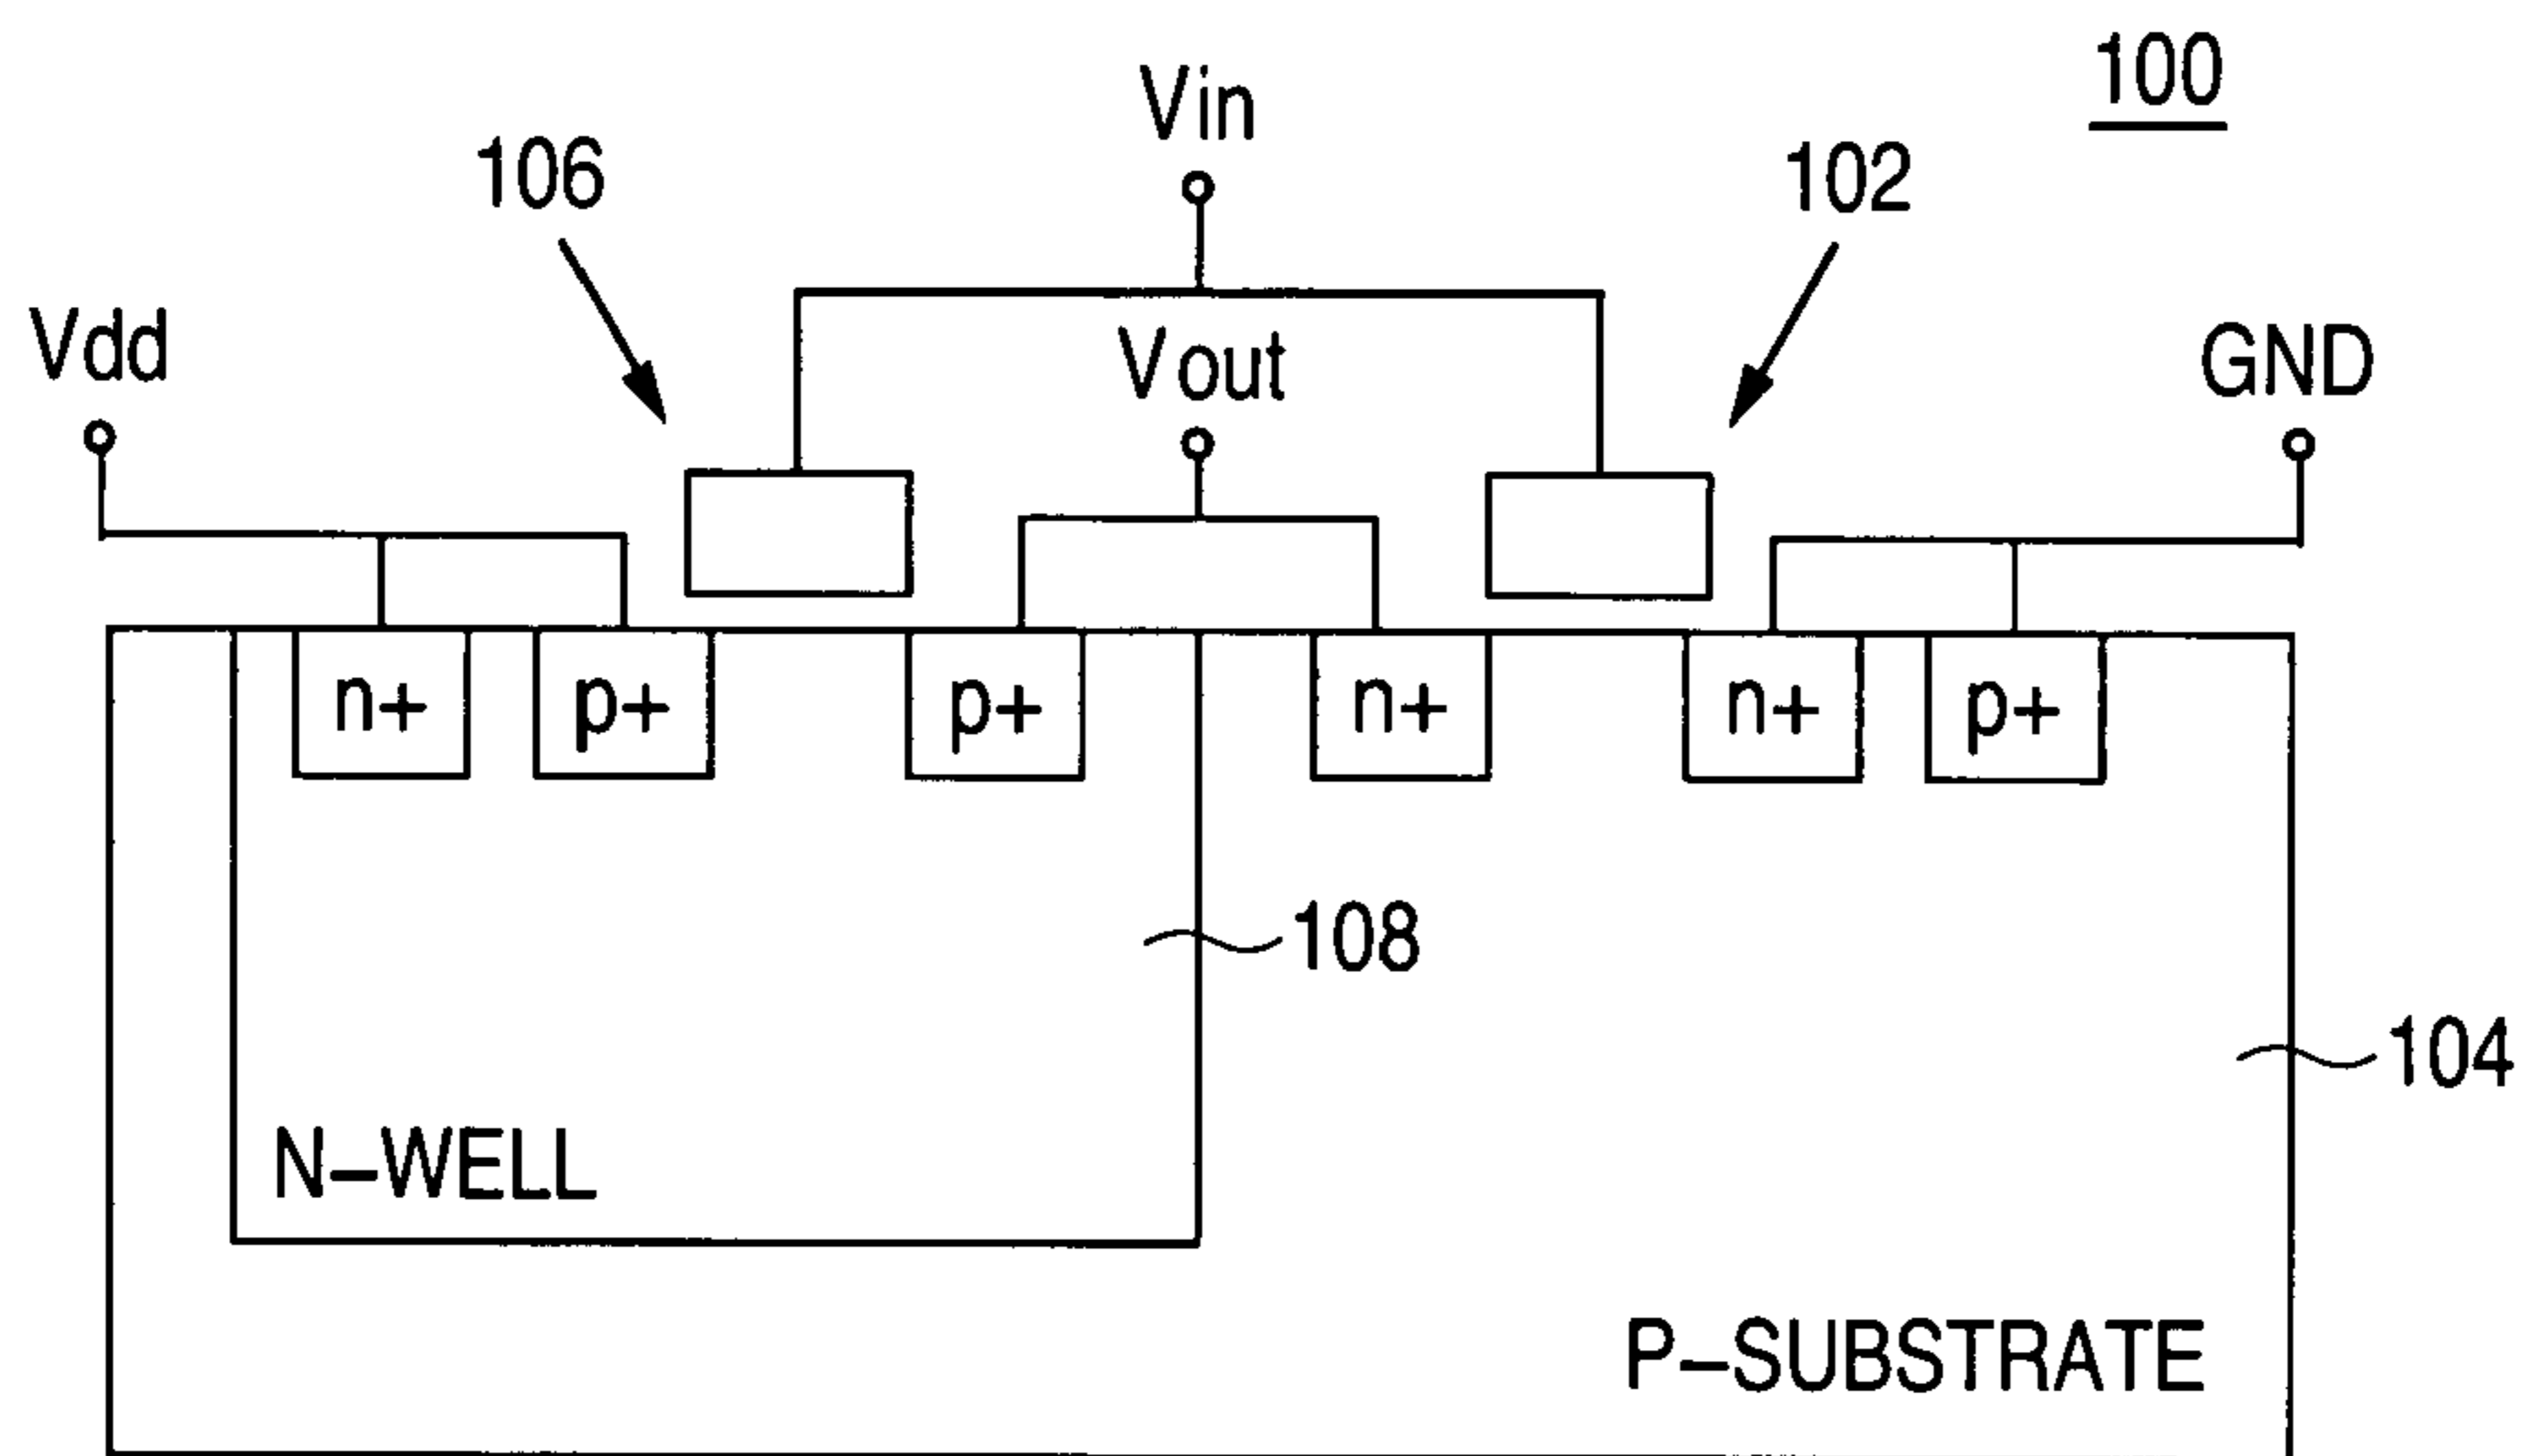 100
Vin
106
102
Vdd
Vout
GND
n+
p+
p+
n+
n+
p+
108
104
N-WELL
P-SUBSTRATE